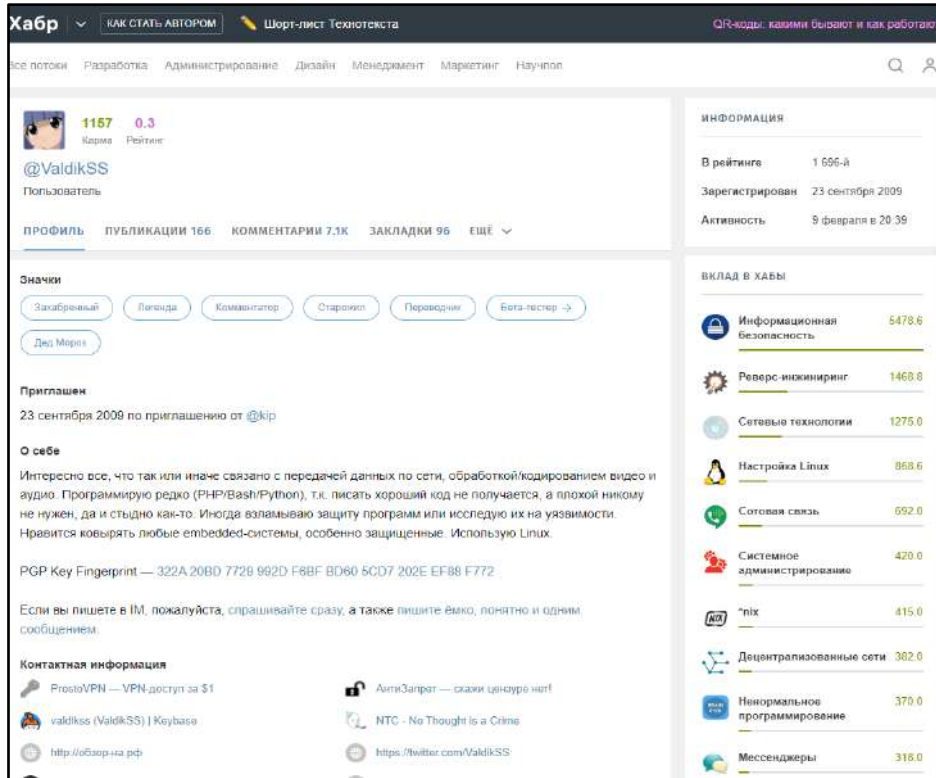 Хабр
КАК СТАТЬ АВТОРОМ
Шорт-лист Технотекста
QR-коды: какими бывают и как работаю
Все потоки Разработка Администрирование Дизайн Менеджмент Маркетинг Научпоп
1157 0.3
Карма Рейтинг
@ValdikSS
Пользователь
ПРОФИЛЬ ПУБЛИКАЦИИ 166 КОММЕНТАРИИ 7.1K ЗАКЛАДКИ 96 ЕЩЁ
Значки
Захабренный Легенда Комментатор Старожил Переводчик Бета-тестер →
Дед Мороз
Приглашен
23 сентября 2009 по приглашению от @kip
О себе
Интересно все, что так или иначе связано с передачей данных по сети, обработкой/кодированием видео и
аудио. Программирую редко (PHP/Bash/Python), т.к. писать хороший код не получается, а плохой никому
не нужен, да и стыдно как-то. Иногда взламываю защиту программ или исследую их на уязвимости.
Нравится ковырять любые embedded-системы, особенно защищенные. Использую Linux.
PGP Key Fingerprint — 322A 20BD 7729 992D F6BF BD60 5CD7 202E EF88 F772
Если вы пишете в IM, пожалуйста, спрашивайте сразу, а также пишите ёмко, понятно и одним
сообщением.
Контактная информация
ProstoVPN — VPN-доступ за $1
АнтиЗапрет — скажи цензуре нет!
valdikss (ValdikSS) | Keybase
NTC - No Thought is a Crime
http://обзор-на.рф
https://twitter.com/ValdikSS
ИНФОРМАЦИЯ
В рейтинге 1 696-й
Зарегистрирован 23 сентября 2009
Активность 9 февраля в 20:39
ВКЛАД В ХАБЫ
Информационная
безопасность
5478.6
Реверс-инжиниринг 1468.8
Сетевые технологии 1275.0
Настройка Linux 868.6
Сотовая связь 692.0
Системное
администрирование
420.0
*nix 415.0
Децентрализованные сети 382.0
Ненормальное
программирование
370.0
Мессенджеры 318.0